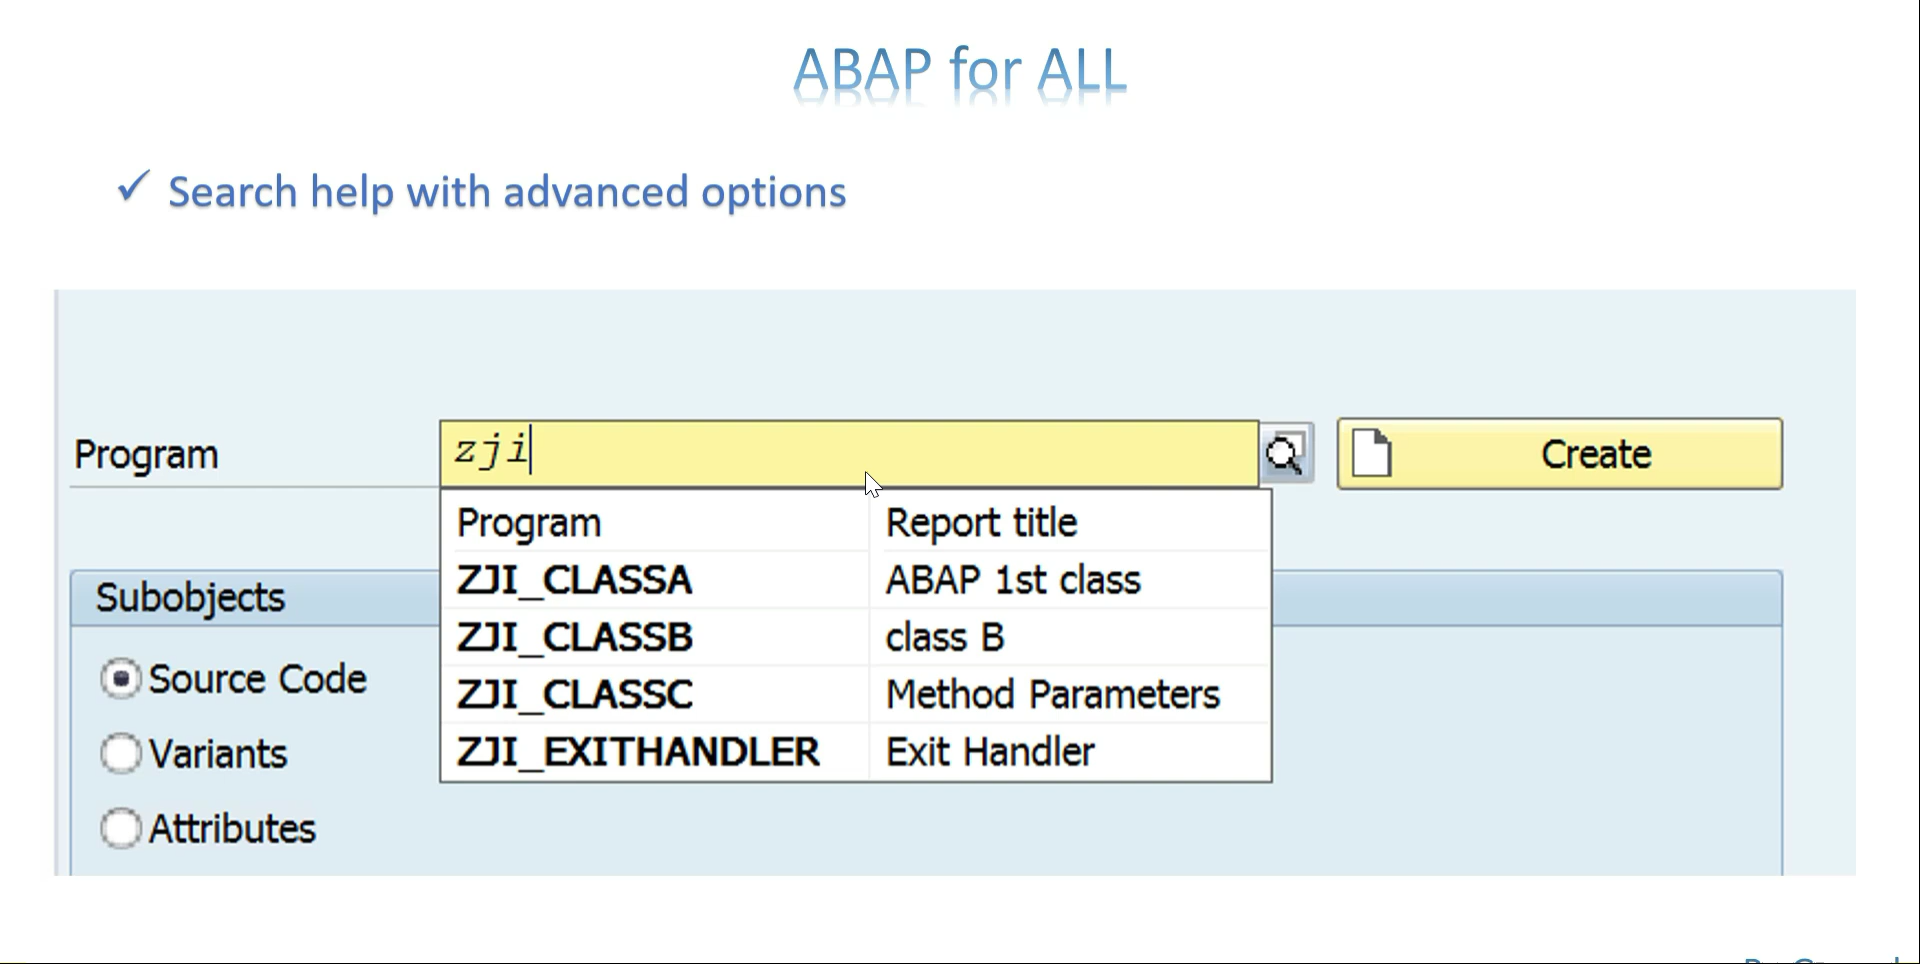 ABAP for ALL
✓ Search help with advanced options
Program zji Create
Program Report title
ZJI_CLASSA ABAP 1st class
ZJI_CLASSB class B
ZJI_CLASSC Method Parameters
ZJI_EXITHANDLER Exit Handler
Subobjects
Source Code
Variants
Attributes